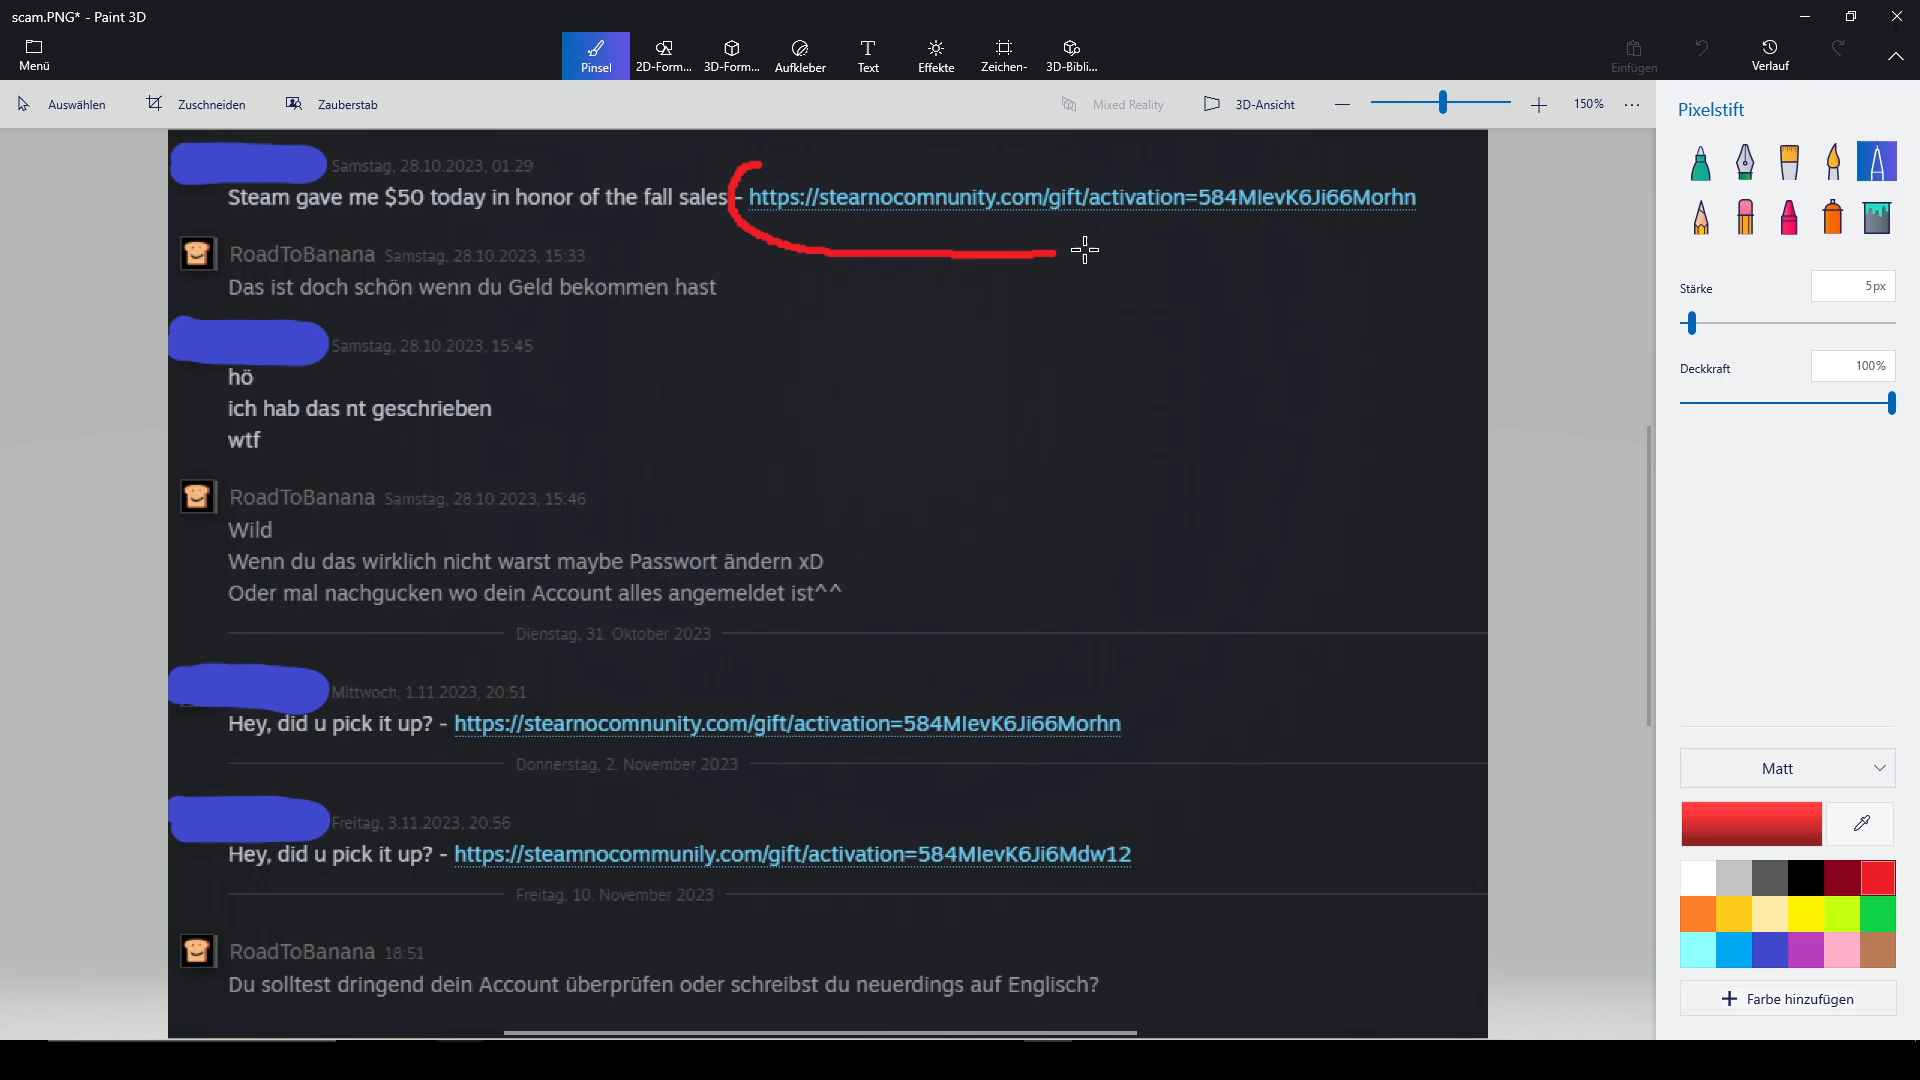 scam.PNG* - Paint 3D
Menü
Pinsel
2D-Form...
3D-Form...
Aufkleber
Text
Effekte
Zeichen-
3D-Bibli...
Einfügen
Verlauf
Auswählen
Zuschneiden
Zauberstab
Mixed Reality
3D-Ansicht
150%
Pixelstift
Stärke
5px
Deckkraft
100%
Matt
Farbe hinzufügen
Samstag, 28.10.2023, 01:29
Steam gave me $50 today in honor of the fall sales - https://stearnocomnunity.com/gift/activation=584MIevK6Ji66Morhn
RoadToBanana Samstag, 28.10.2023, 15:33
Das ist doch schön wenn du Geld bekommen hast
Samstag, 28.10.2023, 15:45
hö
ich hab das nt geschrieben
wtf
RoadToBanana Samstag, 28.10.2023, 15:46
Wild
Wenn du das wirklich nicht warst maybe Passwort ändern xD
Oder mal nachgucken wo dein Account alles angemeldet ist^^
Dienstag, 31. Oktober 2023
Mittwoch, 1.11.2023, 20:51
Hey, did u pick it up? - https://stearnocomnunity.com/gift/activation=584MIevK6Ji66Morhn
Donnerstag, 2. November 2023
Freitag, 3.11.2023, 20:56
Hey, did u pick it up? - https://steamnocommunily.com/gift/activation=584MIevK6Ji6Mdw12
Freitag, 10. November 2023
RoadToBanana 18:51
Du solltest dringend dein Account überprüfen oder schreibst du neuerdings auf Englisch?